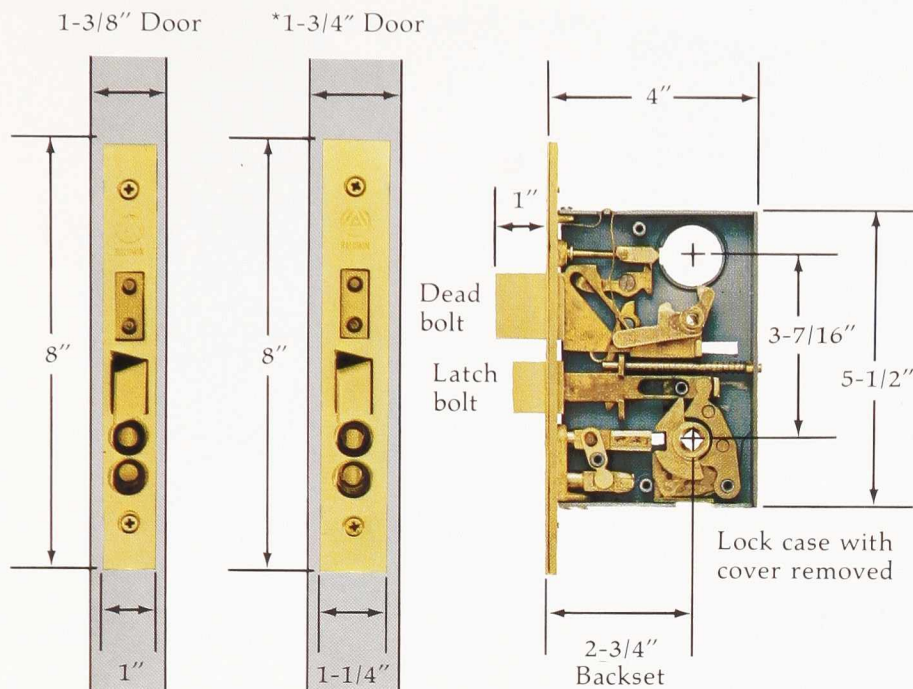 1-3/8" Door
*1-3/4" Door
8"
8"
1"
1-1/4"
4"
1"
Dead
bolt
Latch
bolt
3-7/16"
5-1/2"
Lock case with
cover removed
2-3/4"
Backset
BALDWIN